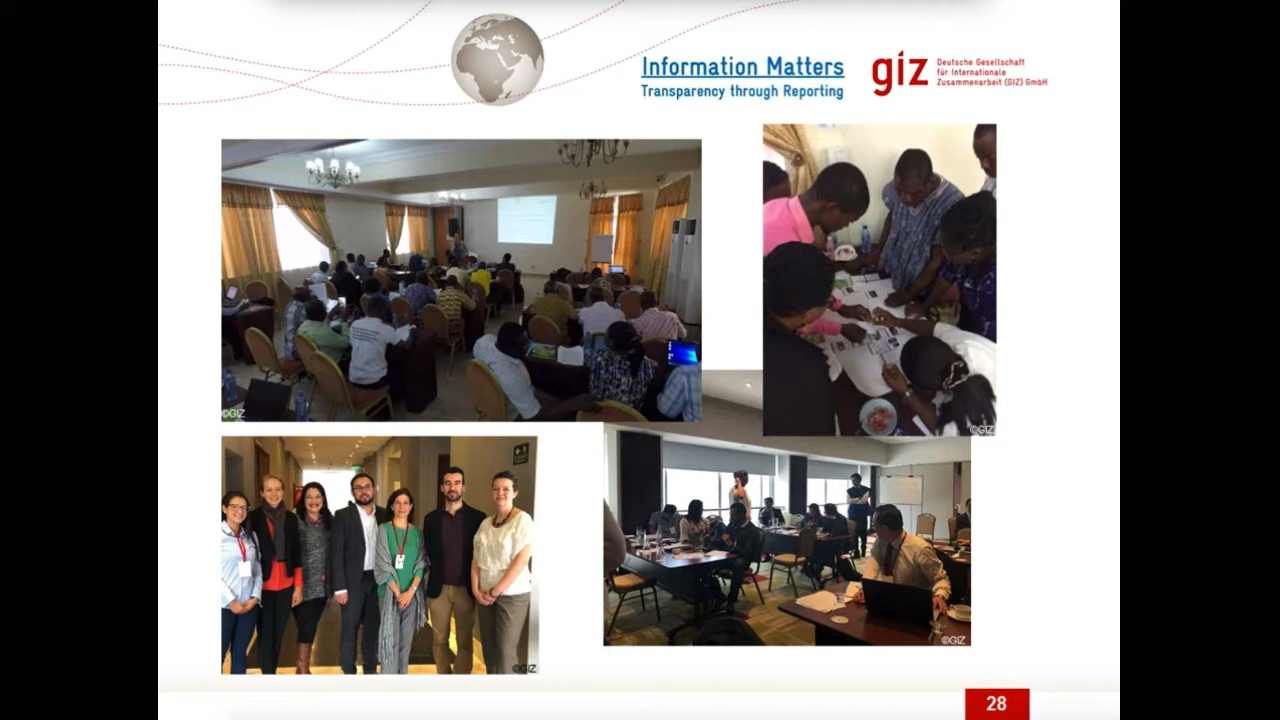 Information Matters
Transparency through Reporting
giz
Deutsche Gesellschaft
für Internationale
Zusammenarbeit (GIZ) GmbH
©GIZ
©GIZ
©GIZ
©GIZ
28